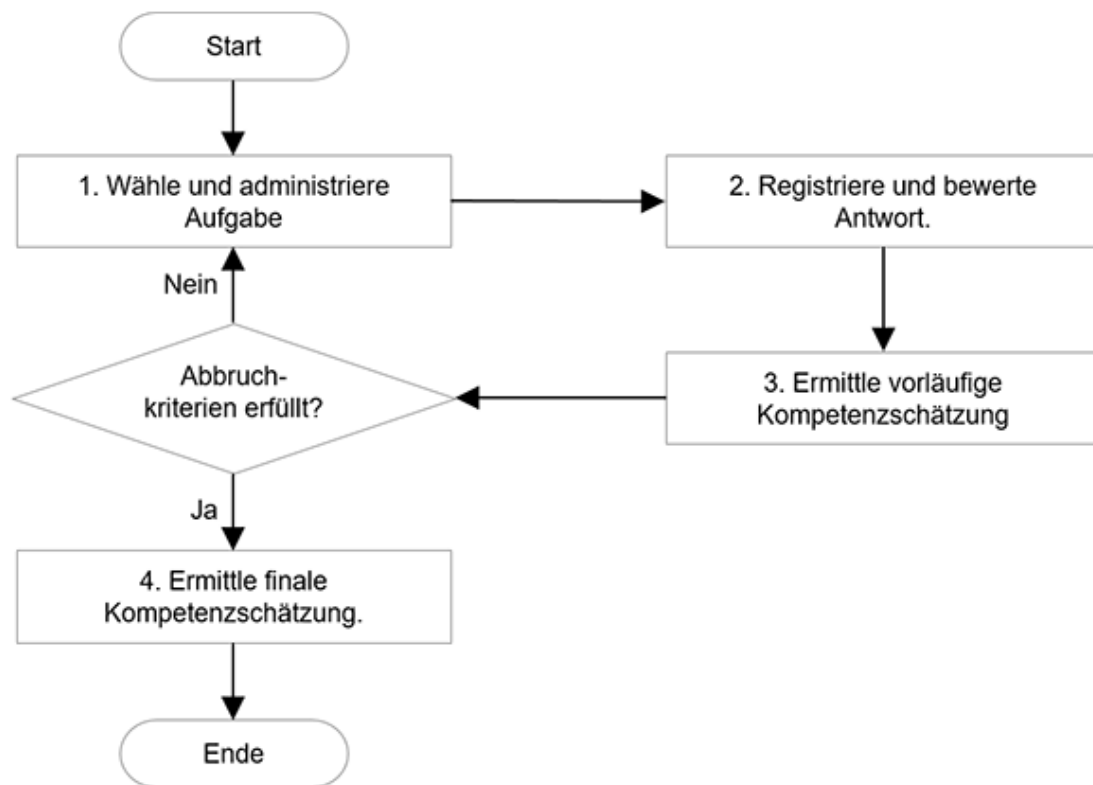 Start
1. Wähle und administriere
Aufgabe
2. Registriere und bewerte
Antwort.
Nein
Abbruch-
kriterien erfüllt?
3. Ermittle vorläufige
Kompetenzschätzung
Ja
4. Ermittle finale
Kompetenzschätzung.
Ende